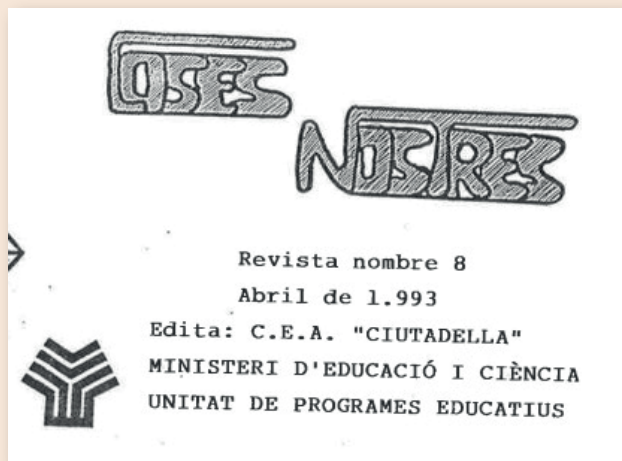 COSES
NOSTRES
Revista nombre 8
Abril de 1.993
Edita: C.E.A. "CIUTADELLA"
MINISTERI D'EDUCACIÓ I CIÈNCIA
UNITAT DE PROGRAMES EDUCATIUS